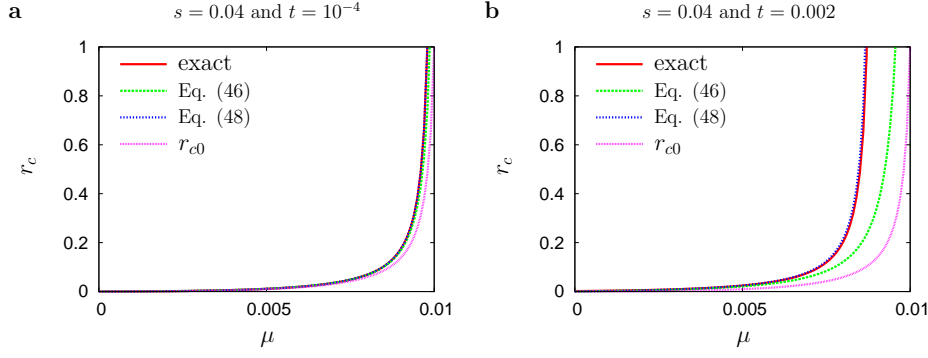 a
s = 0.04 and t = 10⁻⁴
1
0.8
0.6
0.4
0.2
0
r_c
exact
Eq. (46)
Eq. (48)
r_{c0}
0
0.005
0.01
μ
b
s = 0.04 and t = 0.002
1
0.8
0.6
0.4
0.2
0
r_c
exact
Eq. (46)
Eq. (48)
r_{c0}
0
0.005
0.01
μ